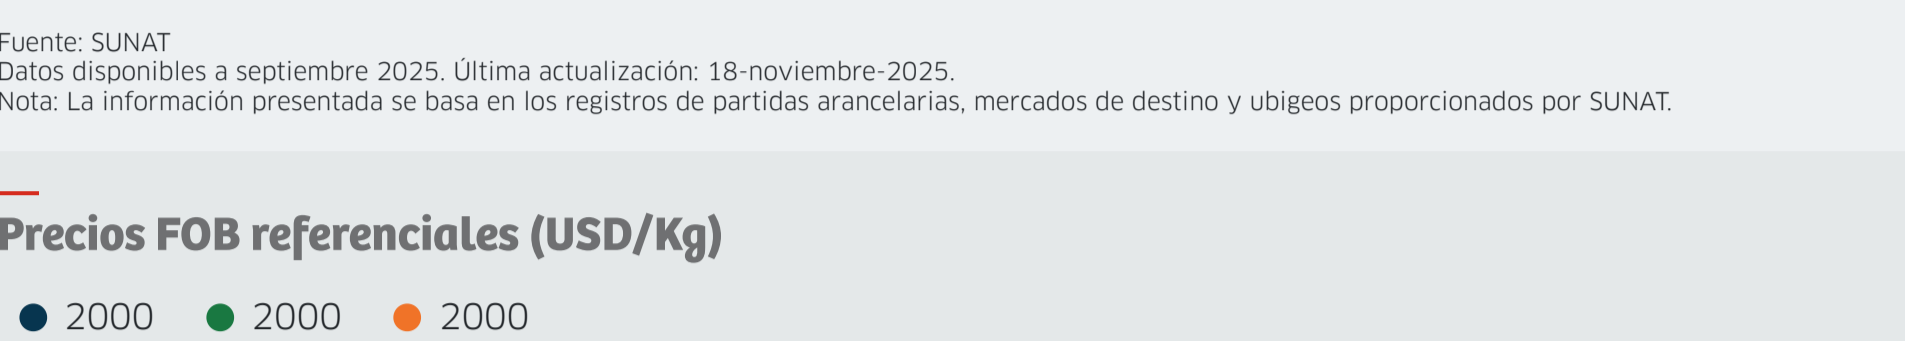 Fuente: SUNAT
Datos disponibles a septiembre 2025. Última actualización: 18-noviembre-2025.
Nota: La información presentada se basa en los registros de partidas arancelarias, mercados de destino y ubigeos proporcionados por SUNAT.
Precios FOB referenciales (USD/Kg)
2000 2000 2000